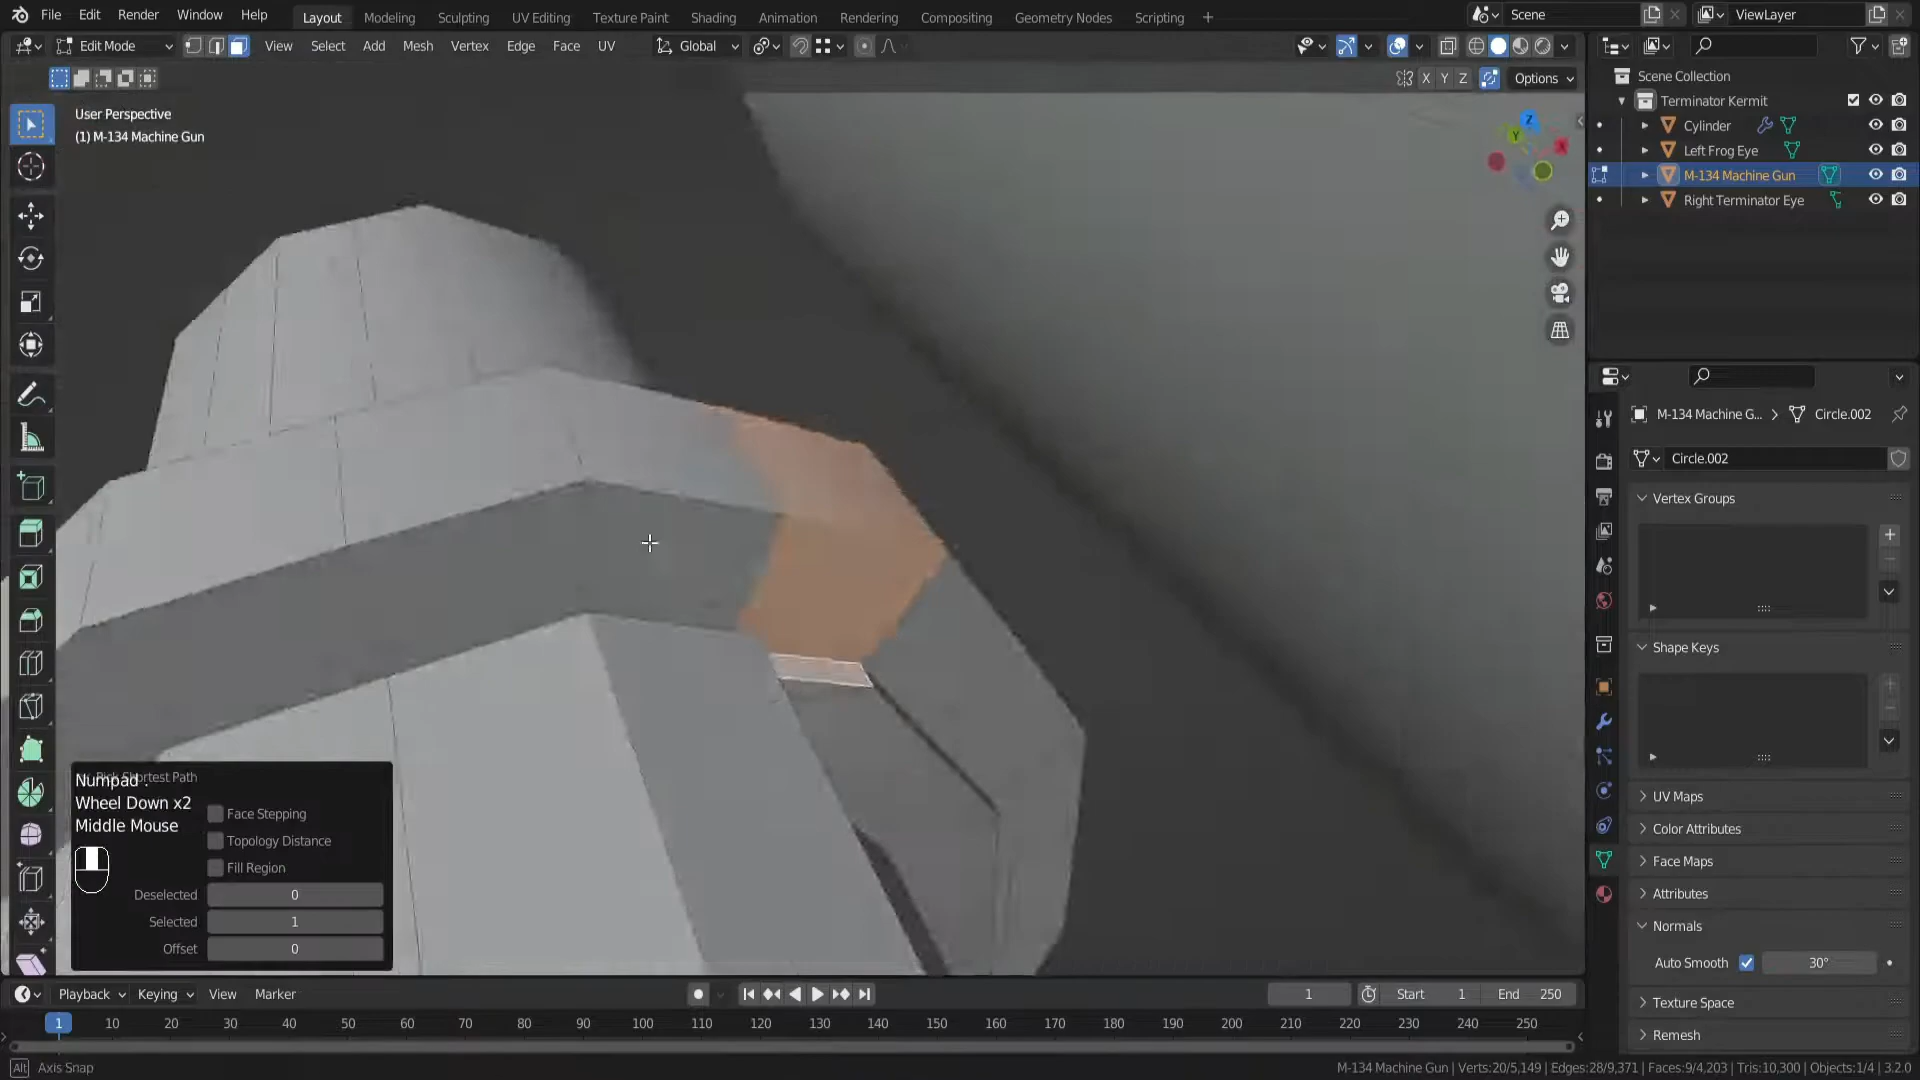 File Edit Render Window Help Layout Modeling Sculpting UV Editing Texture Paint Shading Animation Rendering Compositing Geometry Nodes Scripting + Scene ViewLayer
Edit Mode View Select Add Mesh Vertex Edge Face UV Global
X Y Z Options
User Perspective
(1) M-134 Machine Gun
Z
Y
X
Scene Collection
Terminator Kermit
Cylinder
Left Frog Eye
M-134 Machine Gun
Right Terminator Eye
M-134 Machine G... > Circle.002
Circle.002
Vertex Groups
Shape Keys
UV Maps
Color Attributes
Face Maps
Attributes
Normals
Auto Smooth 30°
Texture Space
Remesh
Pick Shortest Path
Numpad .
Wheel Down x2
Middle Mouse
Face Stepping
Topology Distance
Fill Region
Deselected 0
Selected 1
Offset 0
Playback Keying View Marker 1 Start 1 End 250
1 10 20 30 40 50 60 70 80 90 100 110 120 130 140 150 160 170 180 190 200 210 220 230 240 250
Alt Axis Snap M-134 Machine Gun | Verts:20/5,149 | Edges:28/9,371 | Faces:9/4,203 | Tris:10,300 | Objects:1/4 | 3.2.0